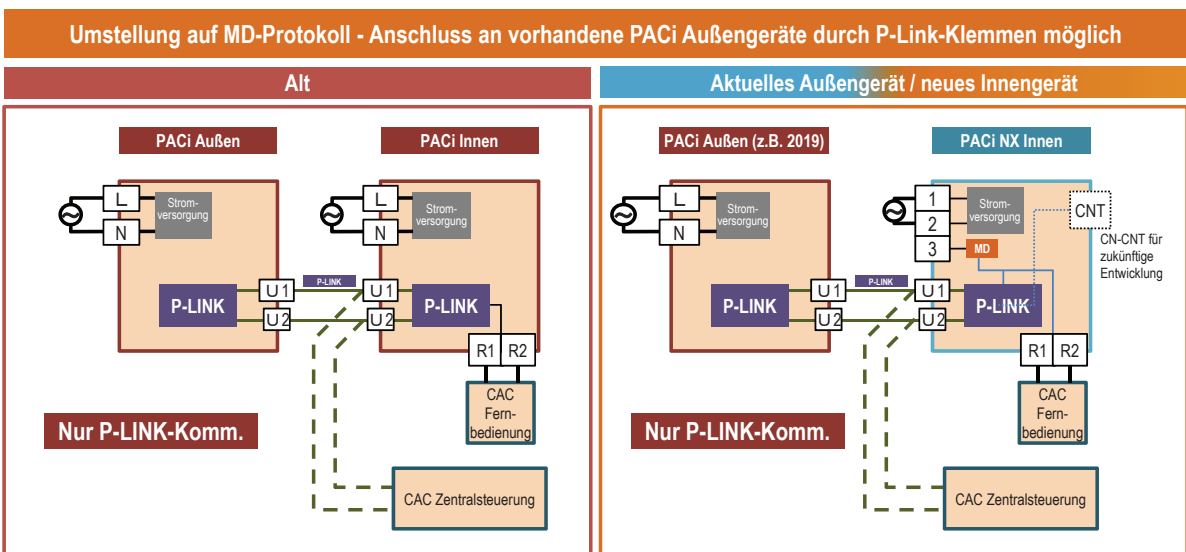 Umstellung auf MD-Protokoll - Anschluss an vorhandene PACi Außengeräte durch P-Link-Klemmen möglich
Alt
PACi Außen
PACi Innen
L
N
Strom-
versorgung
L
N
Strom-
versorgung
P-LINK
U1
U2
P-LINK
U1
U2
P-LINK
R1
R2
CAC
Fern-
bedienung
Nur P-LINK-Komm.
CAC Zentralsteuerung
Aktuelles Außengerät / neues Innengerät
PACi Außen (z.B. 2019)
PACi NX Innen
L
N
Strom-
versorgung
1
2
3
Strom-
versorgung
MD
CNT
CN-CNT für
zukünftige
Entwicklung
P-LINK
U1
U2
P-LINK
U1
U2
P-LINK
R1
R2
CAC
Fern-
bedienung
Nur P-LINK-Komm.
CAC Zentralsteuerung